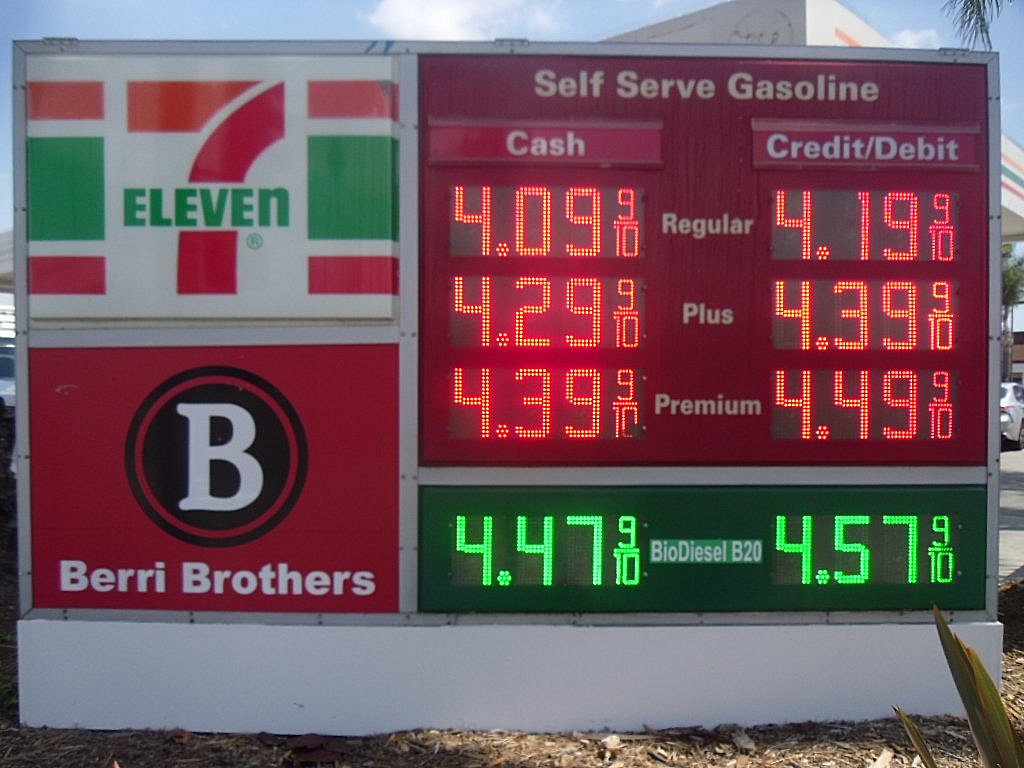 7
ELEVEn
®
B
Berri Brothers
Self Serve Gasoline
Cash Credit/Debit
4.09 9/10 Regular 4.19 9/10
4.29 9/10 Plus 4.39 9/10
4.39 9/10 Premium 4.49 9/10
4.47 9/10 BioDiesel B20 4.57 9/10